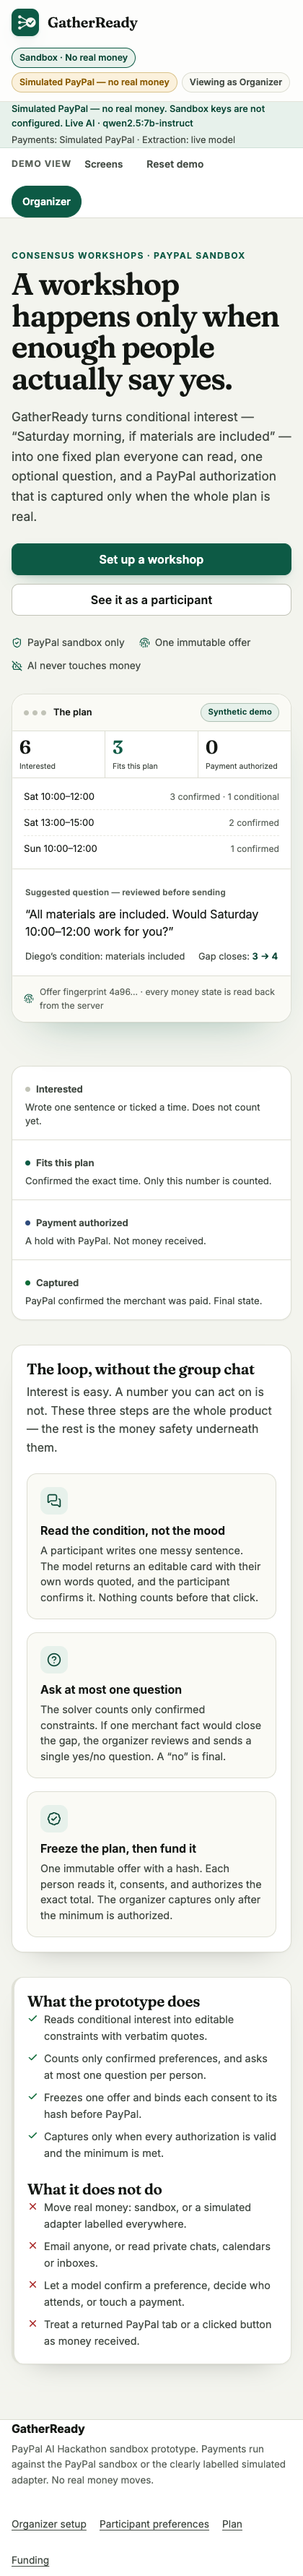 GatherReady
Sandbox · No real money
Simulated PayPal — no real money
Viewing as Organizer
Simulated PayPal — no real money. Sandbox keys are not
configured. Live AI · qwen2.5:7b-instruct
Payments: Simulated PayPal · Extraction: live model
DEMO VIEW
Screens
Reset demo
Organizer
CONSENSUS WORKSHOPS · PAYPAL SANDBOX
A workshop
happens only when
enough people
actually say yes.
GatherReady turns conditional interest —
“Saturday morning, if materials are included” —
into one fixed plan everyone can read, one
optional question, and a PayPal authorization
that is captured only when the whole plan is
real.
Set up a workshop
See it as a participant
PayPal sandbox only
One immutable offer
AI never touches money
The plan
Synthetic demo
6
Interested
3
Fits this plan
0
Payment authorized
Sat 10:00–12:00
3 confirmed · 1 conditional
Sat 13:00–15:00
2 confirmed
Sun 10:00–12:00
1 confirmed
Suggested question — reviewed before sending
“All materials are included. Would Saturday
10:00–12:00 work for you?”
Diego’s condition: materials included
Gap closes: 3 → 4
Offer fingerprint 4a96… · every money state is read back
from the server
Interested
Wrote one sentence or ticked a time. Does not count
yet.
Fits this plan
Confirmed the exact time. Only this number is counted.
Payment authorized
A hold with PayPal. Not money received.
Captured
PayPal confirmed the merchant was paid. Final state.
The loop, without the group chat
Interest is easy. A number you can act on is
not. These three steps are the whole product
— the rest is the money safety underneath
them.
Read the condition, not the mood
A participant writes one messy sentence.
The model returns an editable card with their
own words quoted, and the participant
confirms it. Nothing counts before that click.
Ask at most one question
The solver counts only confirmed
constraints. If one merchant fact would close
the gap, the organizer reviews and sends a
single yes/no question. A “no” is final.
Freeze the plan, then fund it
One immutable offer with a hash. Each
person reads it, consents, and authorizes the
exact total. The organizer captures only after
the minimum is authorized.
What the prototype does
Reads conditional interest into editable
constraints with verbatim quotes.
Counts only confirmed preferences, and asks
at most one question per person.
Freezes one offer and binds each consent to its
hash before PayPal.
Captures only when every authorization is valid
and the minimum is met.
What it does not do
Move real money: sandbox, or a simulated
adapter labelled everywhere.
Email anyone, or read private chats, calendars
or inboxes.
Let a model confirm a preference, decide who
attends, or touch a payment.
Treat a returned PayPal tab or a clicked button
as money received.
GatherReady
PayPal AI Hackathon sandbox prototype. Payments run
against the PayPal sandbox or the clearly labelled simulated
adapter. No real money moves.
Organizer setup
Participant preferences
Plan
Funding